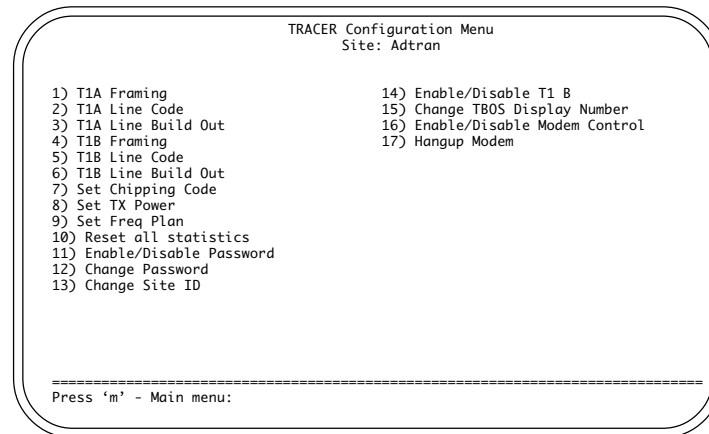 TRACER Configuration Menu
Site: Adtran
1) T1A Framing
2) T1A Line Code
3) T1A Line Build Out
4) T1B Framing
5) T1B Line Code
6) T1B Line Build Out
7) Set Chipping Code
8) Set TX Power
9) Set Freq Plan
10) Reset all statistics
11) Enable/Disable Password
12) Change Password
13) Change Site ID
14) Enable/Disable T1 B
15) Change TBOS Display Number
16) Enable/Disable Modem Control
17) Hangup Modem
===============================================================================
Press ‘m’ - Main menu: